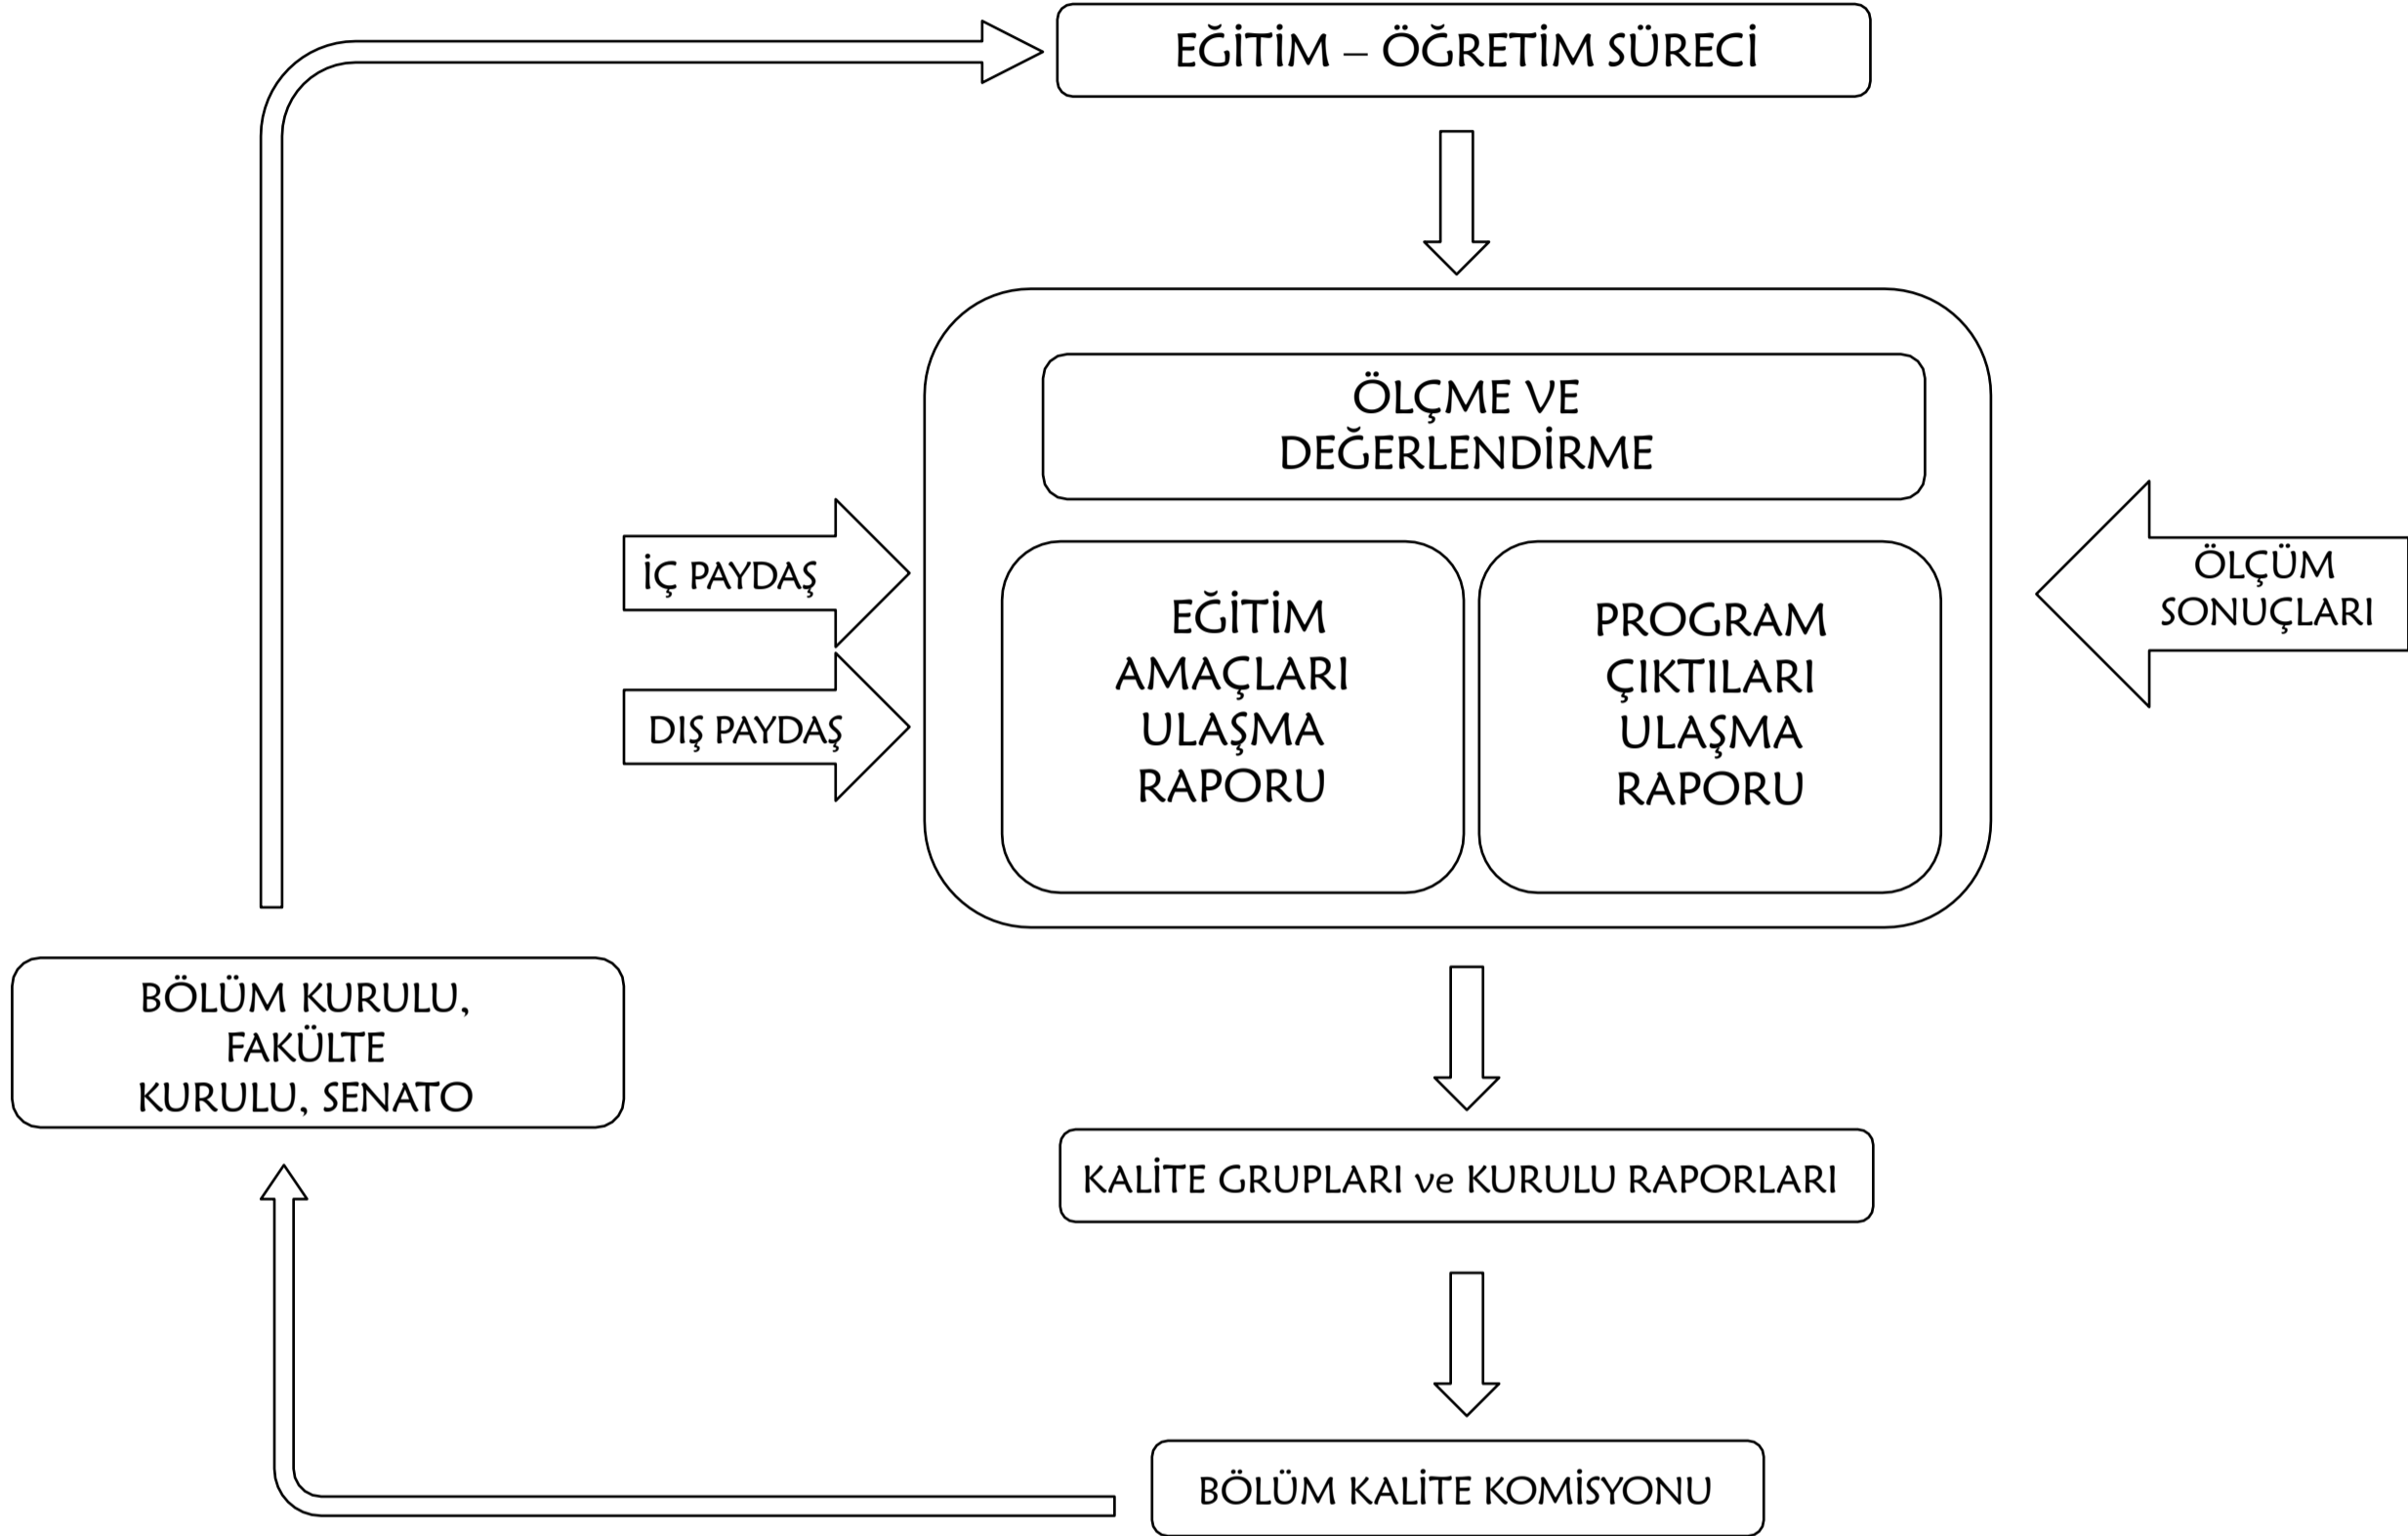 EĞİTİM – ÖĞRETİM SÜRECİ
ÖLÇME VE
DEĞERLENDİRME
İÇ PAYDAŞ
DIŞ PAYDAŞ
EĞİTİM
AMAÇLARI
ULAŞMA
RAPORU
PROGRAM
ÇIKTILARI
ULAŞMA
RAPORU
ÖLÇÜM
SONUÇLARI
BÖLÜM KURULU,
FAKÜLTE
KURULU, SENATO
KALİTE GRUPLARI ve KURULU RAPORLARI
BÖLÜM KALİTE KOMİSYONU